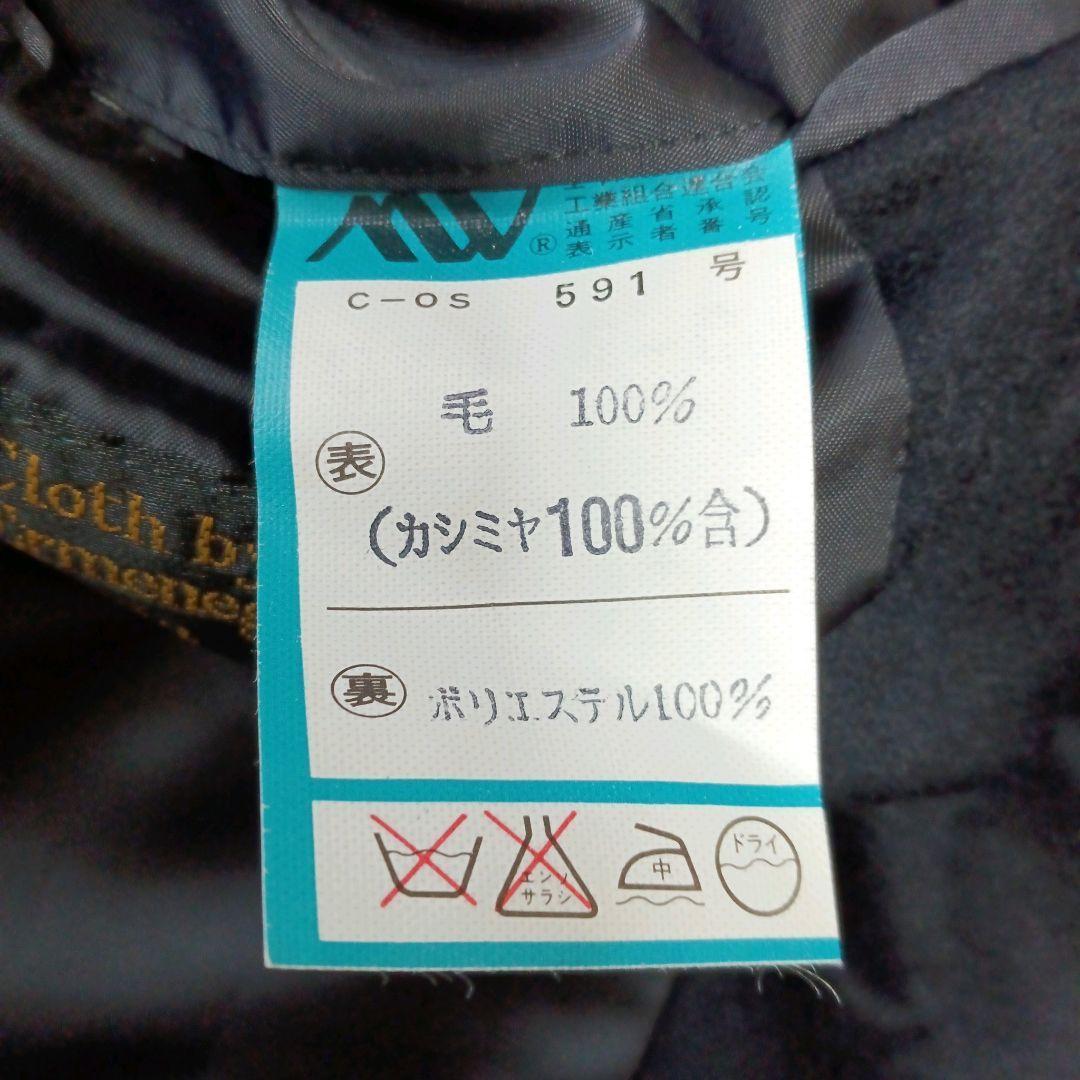 工業組合連合会
通産省承認
表示者番号
®
C-OS 591 号
毛 100%
表
(カシミヤ100%含)
裏 ポリエステル100%
エンソ
サラシ
中
ドライ
Cloth by